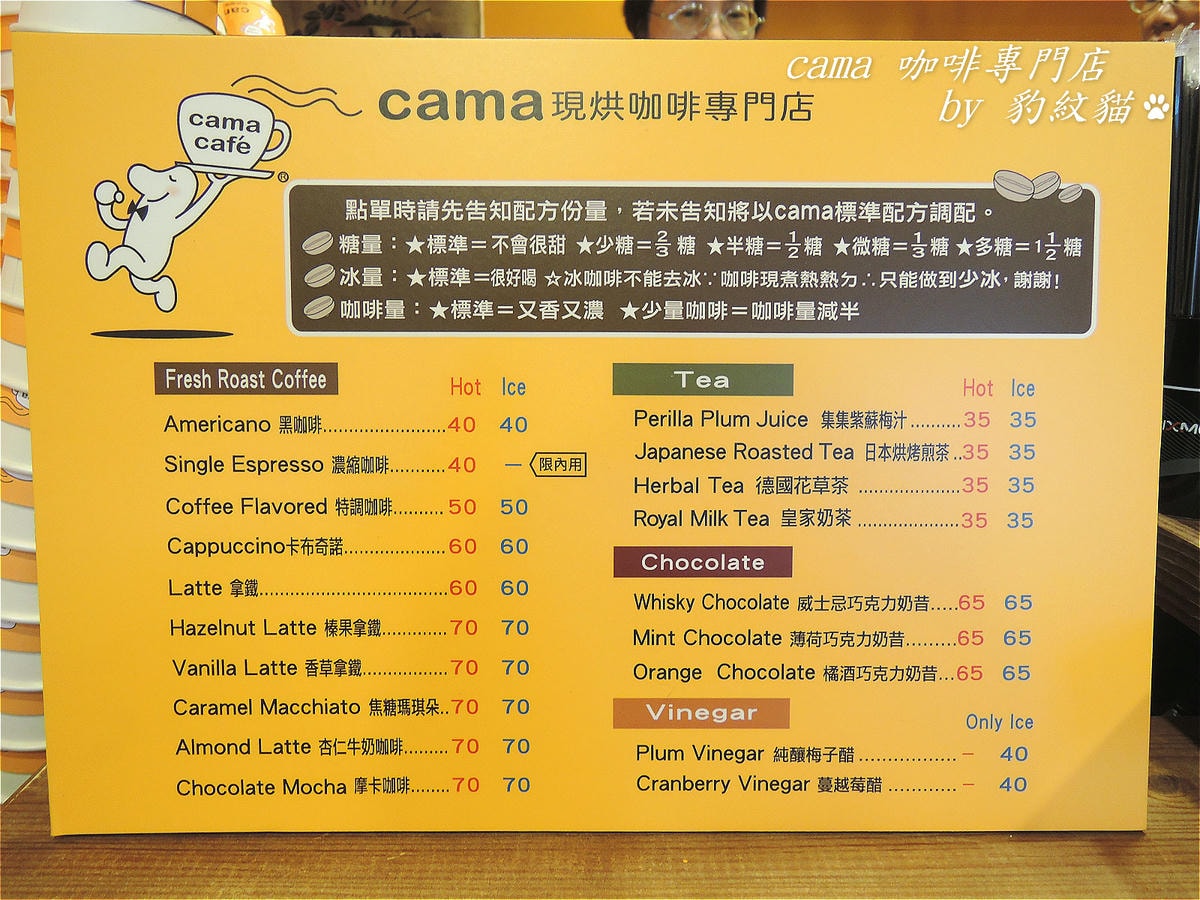 cama 咖啡專門店
by 豹紋貓
cama 現烘咖啡專門店
cama
café
®
點單時請先告知配方份量，若未告知將以cama標準配方調配。
糖量：★標準＝不會很甜 ★少糖＝2/3 糖 ★半糖＝1/2 糖 ★微糖＝1/3 糖 ★多糖＝1 1/2 糖
冰量：★標準＝很好喝 ☆冰咖啡不能去冰∵咖啡現煮熱熱ㄉ∴只能做到少冰，謝謝!
咖啡量：★標準＝又香又濃 ★少量咖啡＝咖啡量減半
Fresh Roast Coffee Hot Ice
Americano 黑咖啡......................40 40
Single Espresso 濃縮咖啡...........40 — 限內用
Coffee Flavored 特調咖啡.......... 50 50
Cappuccino卡布奇諾....................60 60
Latte 拿鐵......................................60 60
Hazelnut Latte 榛果拿鐵.............70 70
Vanilla Latte 香草拿鐵..................70 70
Caramel Macchiato 焦糖瑪琪朵..70 70
Almond Latte 杏仁牛奶咖啡.........70 70
Chocolate Mocha 摩卡咖啡........70 70
Tea Hot Ice
Perilla Plum Juice 集集紫蘇梅汁..........35 35
Japanese Roasted Tea 日本烘烤煎茶..35 35
Herbal Tea 德國花草茶 ....................35 35
Royal Milk Tea 皇家奶茶 ....................35 35
Chocolate
Whisky Chocolate 威士忌巧克力奶昔.....65 65
Mint Chocolate 薄荷巧克力奶昔.........65 65
Orange Chocolate 橘酒巧克力奶昔...65 65
Vinegar Only Ice
Plum Vinegar 純釀梅子醋 .................– 40
Cranberry Vinegar 蔓越莓醋 ............– 40